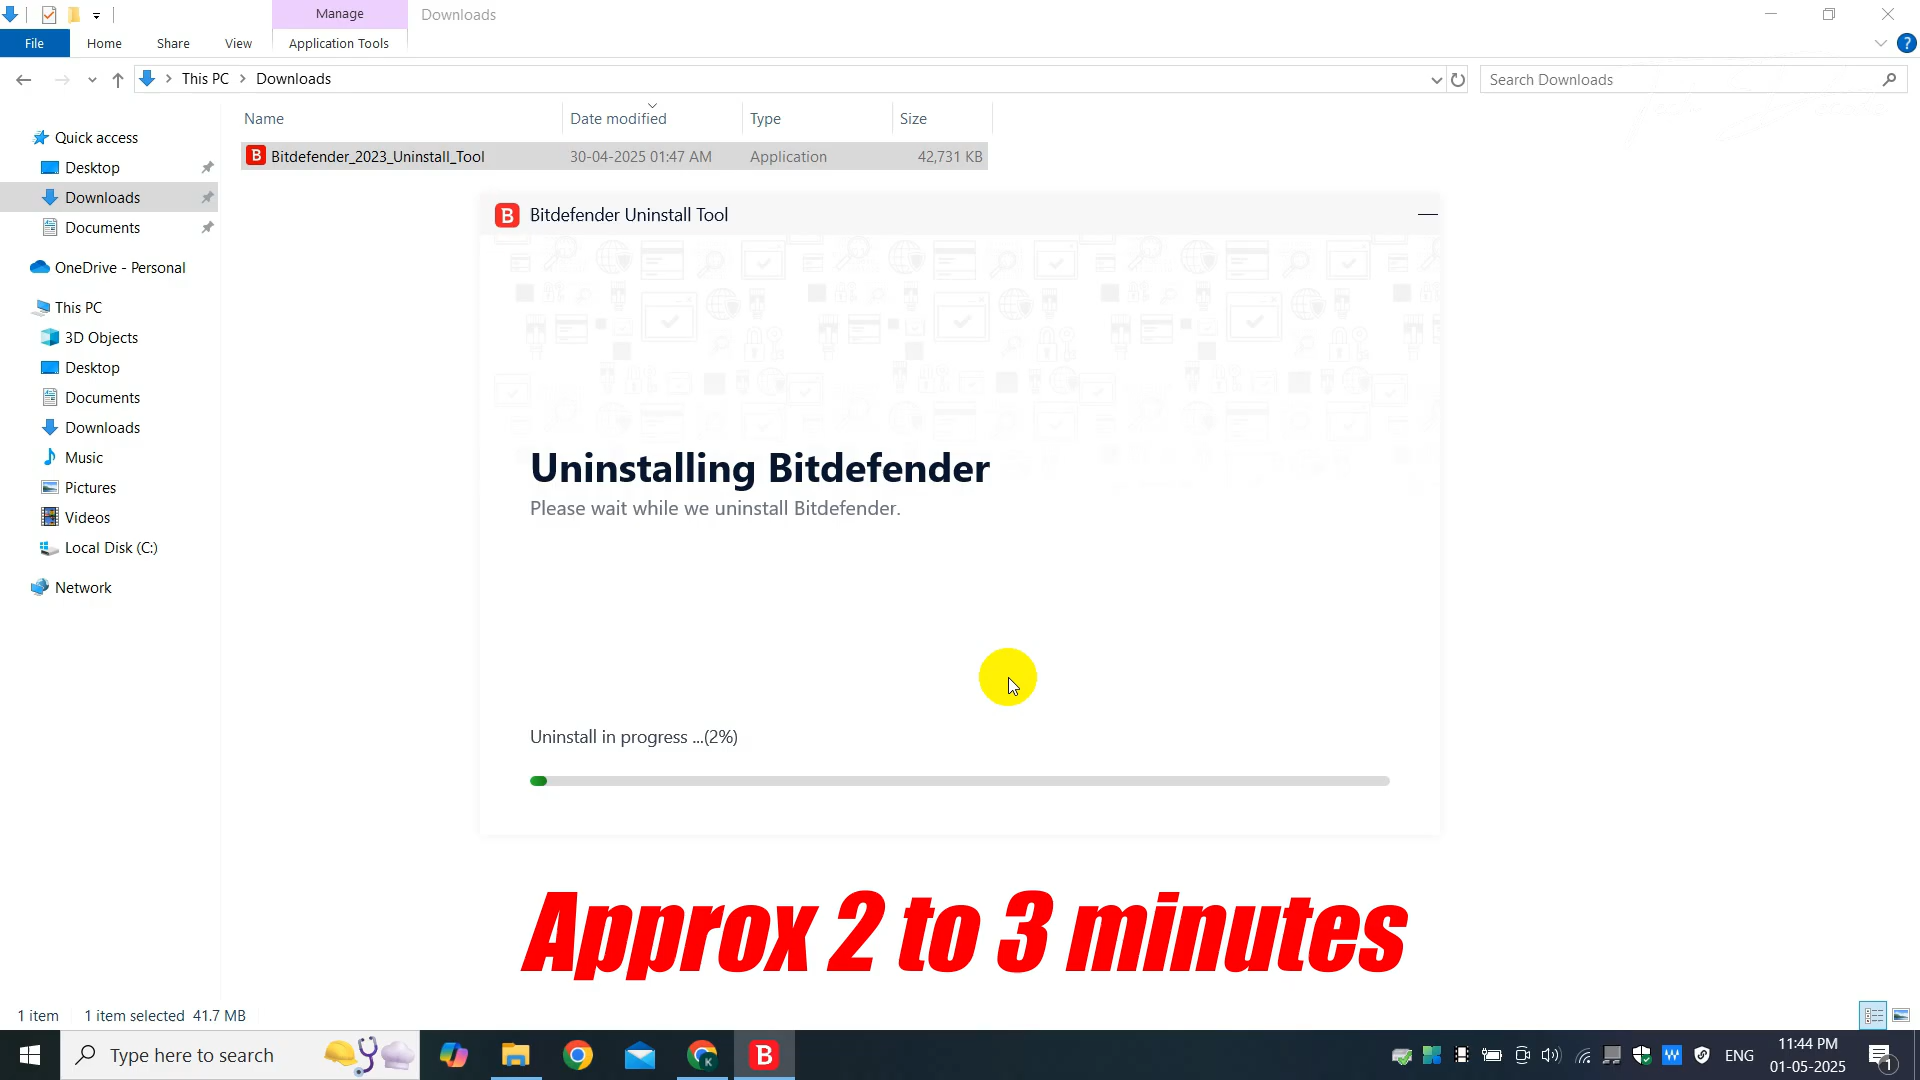 Manage
Downloads
File
Home
Share
View
Application Tools
?
This PC
Downloads
Search Downloads
Name
Date modified
Type
Size
B
Bitdefender_2023_Uninstall_Tool
30-04-2025 01:47 AM
Application
42,731 KB
Quick access
Desktop
Downloads
Documents
OneDrive - Personal
This PC
3D Objects
Desktop
Documents
Downloads
Music
Pictures
Videos
Local Disk (C:)
Network
B
Bitdefender Uninstall Tool
Uninstalling Bitdefender
Please wait while we uninstall Bitdefender.
Uninstall in progress ...(2%)
Approx 2 to 3 minutes
1 item
1 item selected 41.7 MB
Type here to search
K
B
W
ENG
11:44 PM
01-05-2025
1